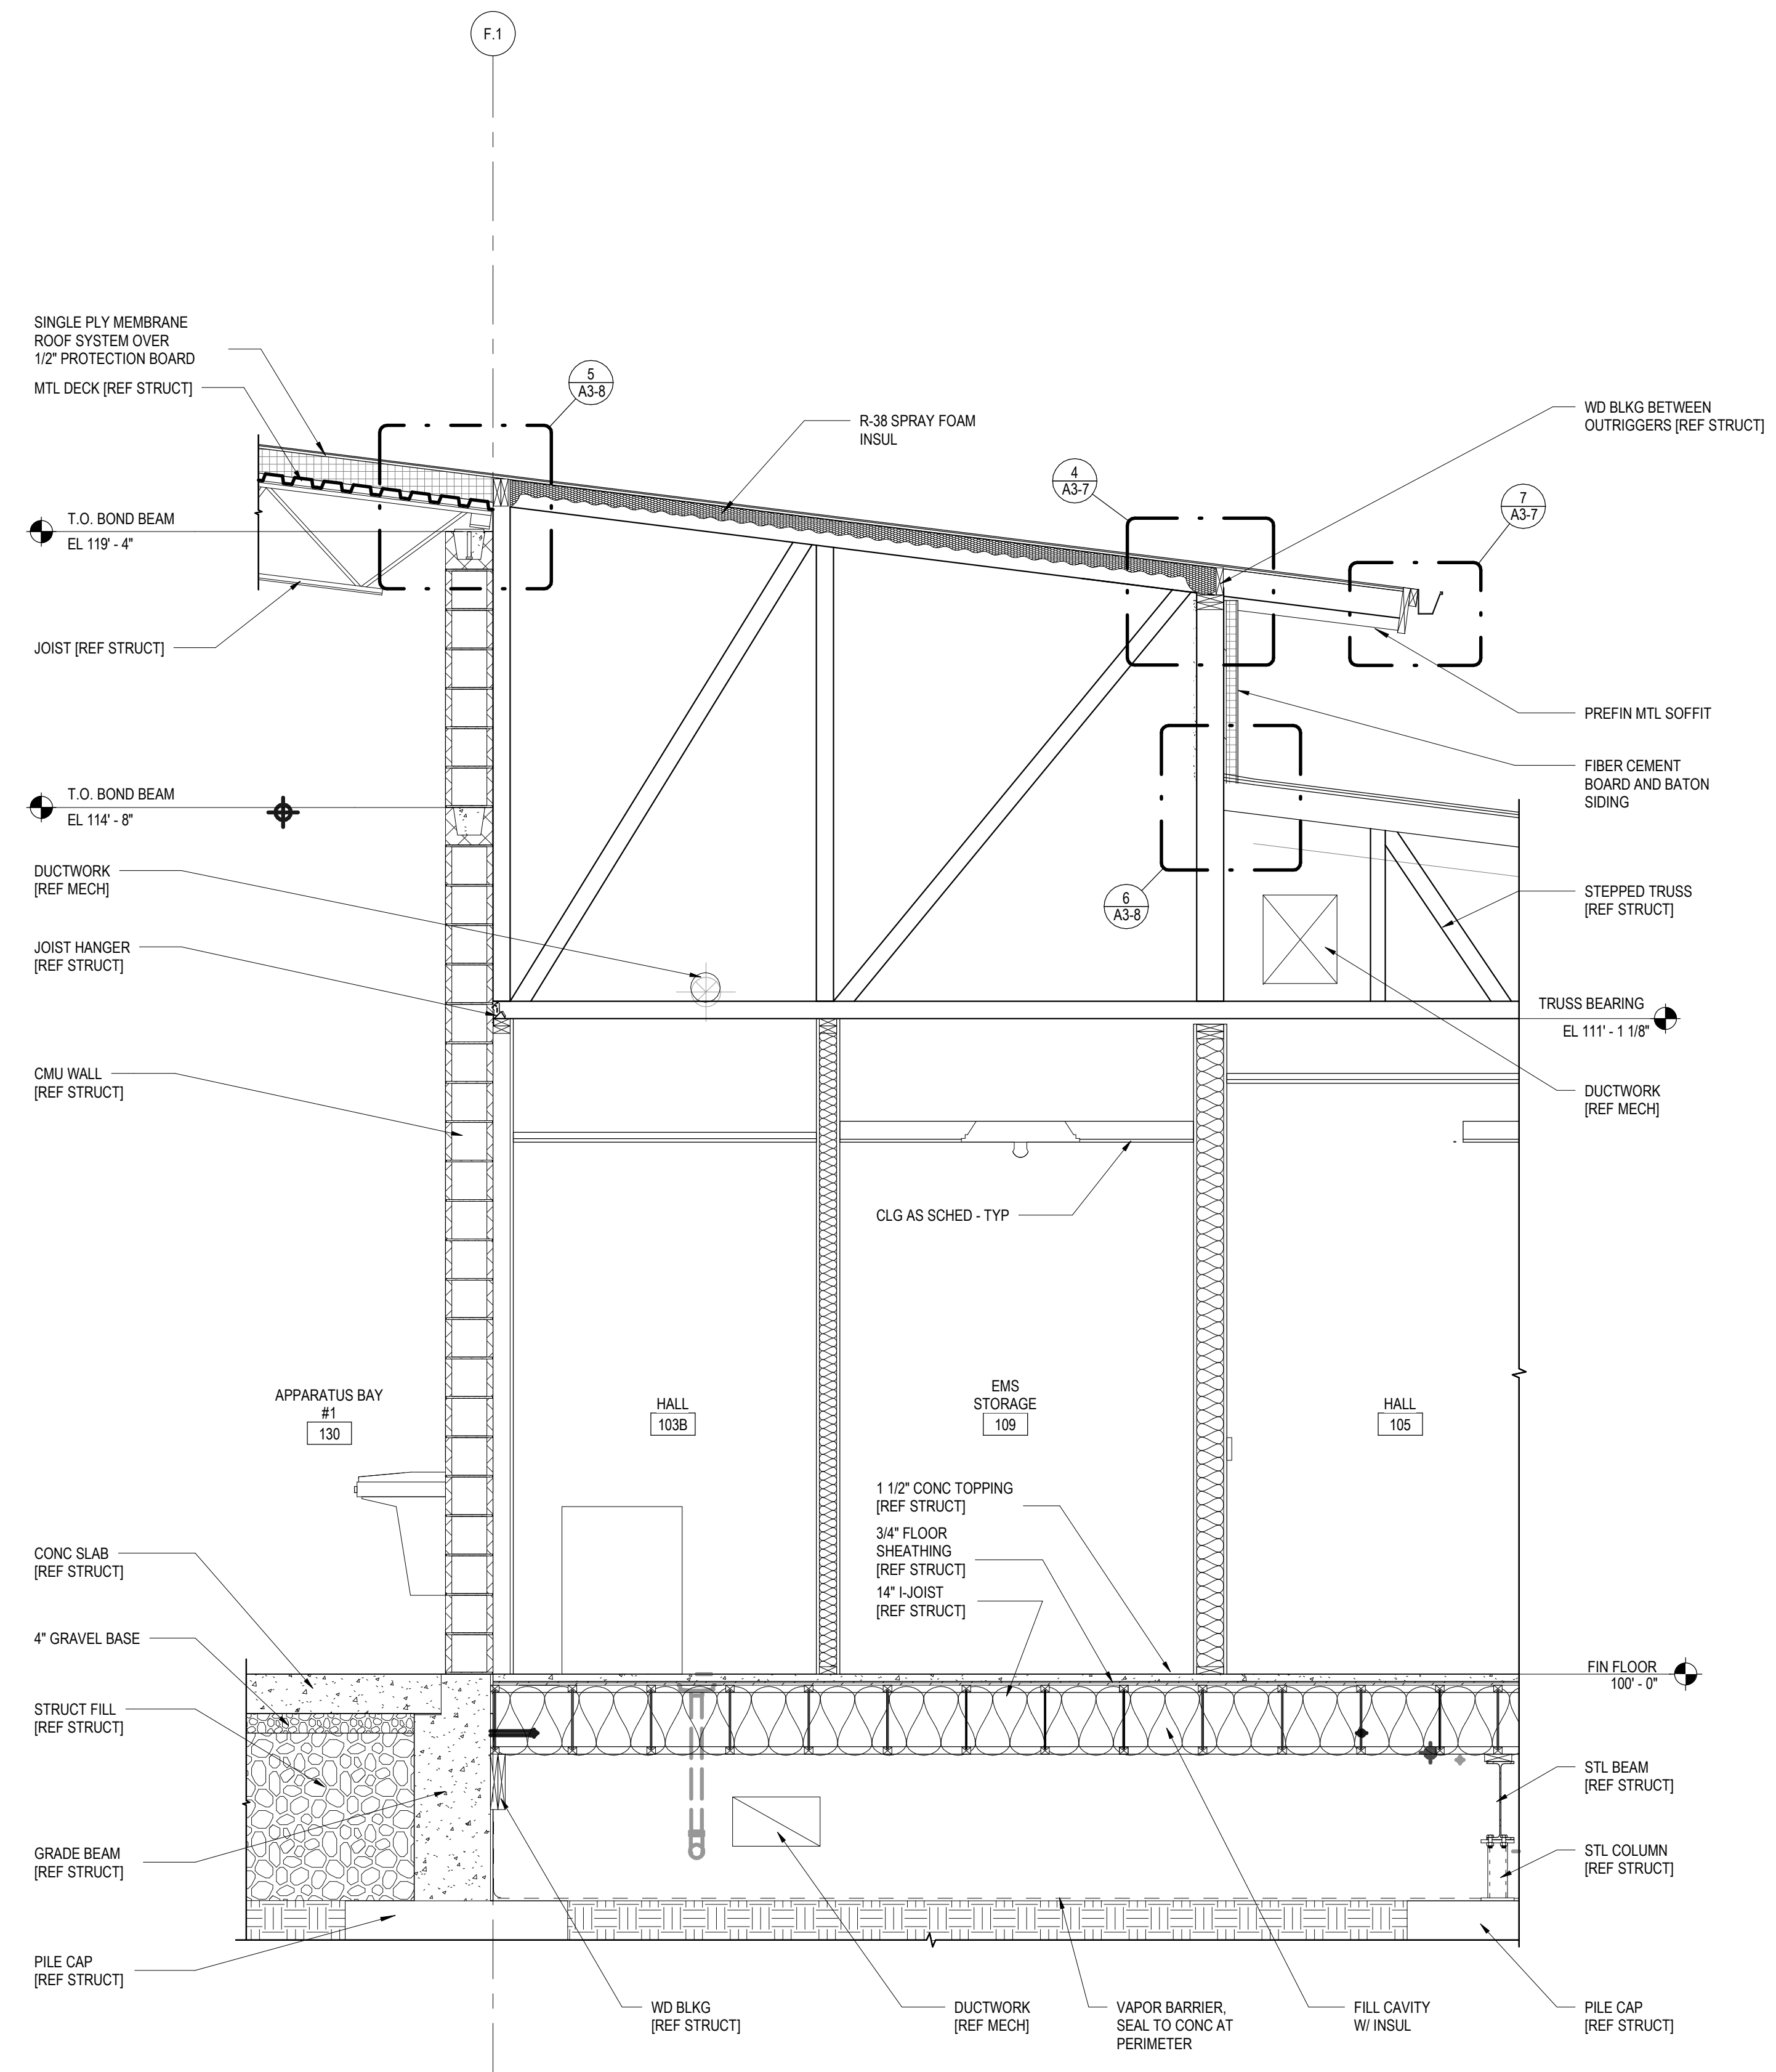 F.1
SINGLE PLY MEMBRANE
ROOF SYSTEM OVER
1/2" PROTECTION BOARD
MTL DECK [REF STRUCT]
5
A3-8
R-38 SPRAY FOAM
INSUL
WD BLKG BETWEEN
OUTRIGGERS [REF STRUCT]
4
A3-7
7
A3-7
T.O. BOND BEAM
EL 119' - 4"
JOIST [REF STRUCT]
PREFIN MTL SOFFIT
FIBER CEMENT
BOARD AND BATON
SIDING
T.O. BOND BEAM
EL 114' - 8"
DUCTWORK
[REF MECH]
6
A3-8
STEPPED TRUSS
[REF STRUCT]
JOIST HANGER
[REF STRUCT]
TRUSS BEARING
EL 111' - 1 1/8"
CMU WALL
[REF STRUCT]
DUCTWORK
[REF MECH]
CLG AS SCHED - TYP
APPARATUS BAY
#1
130
HALL
103B
EMS
STORAGE
109
HALL
105
1 1/2" CONC TOPPING
[REF STRUCT]
3/4" FLOOR
SHEATHING
[REF STRUCT]
14" I-JOIST
[REF STRUCT]
CONC SLAB
[REF STRUCT]
4" GRAVEL BASE
STRUCT FILL
[REF STRUCT]
FIN FLOOR
100' - 0"
STL BEAM
[REF STRUCT]
GRADE BEAM
[REF STRUCT]
STL COLUMN
[REF STRUCT]
PILE CAP
[REF STRUCT]
WD BLKG
[REF STRUCT]
DUCTWORK
[REF MECH]
VAPOR BARRIER,
SEAL TO CONC AT
PERIMETER
FILL CAVITY
W/ INSUL
PILE CAP
[REF STRUCT]